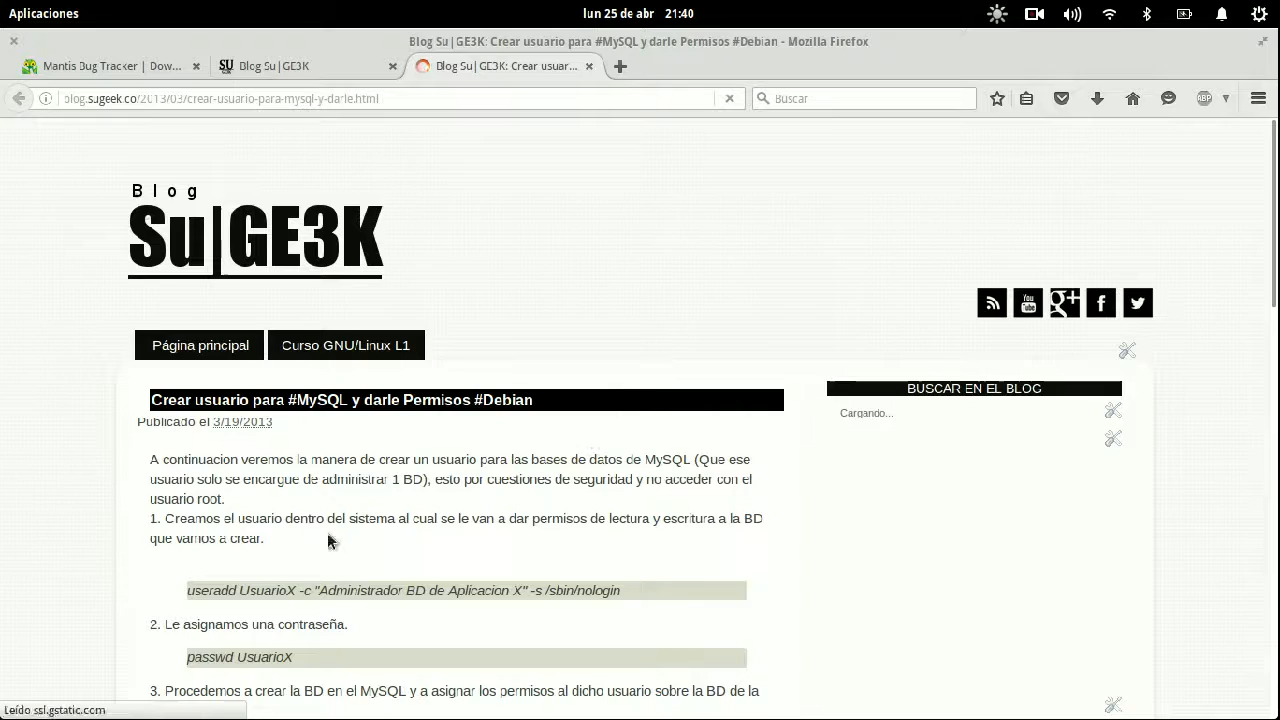 Aplicaciones
lun 25 de abr 21:40
Blog Su|GE3K: Crear usuario para #MySQL y darle Permisos #Debian - Mozilla Firefox
Mantis Bug Tracker | Dow...
SU Blog Su|GE3K
Blog Su|GE3K: Crear usuar...
blog.sugeek.co/2013/03/crear-usuario-para-mysql-y-darle.html
Buscar
ABP
Blog
Su|GE3K
You Tube
g+
f
Página principal
Curso GNU/Linux L1
Crear usuario para #MySQL y darle Permisos #Debian
BUSCAR EN EL BLOG
Publicado el 3/19/2013
Cargando...
A continuacion veremos la manera de crear un usuario para las bases de datos de MySQL (Que ese
usuario solo se encargue de administrar 1 BD), esto por cuestiones de seguridad y no acceder con el
usuario root.
1. Creamos el usuario dentro del sistema al cual se le van a dar permisos de lectura y escritura a la BD
que vamos a crear.
useradd UsuarioX -c "Administrador BD de Aplicacion X" -s /sbin/nologin
2. Le asignamos una contraseña.
passwd UsuarioX
3. Procedemos a crear la BD en el MySQL y a asignar los permisos al dicho usuario sobre la BD de la
Leído ssl.gstatic.com